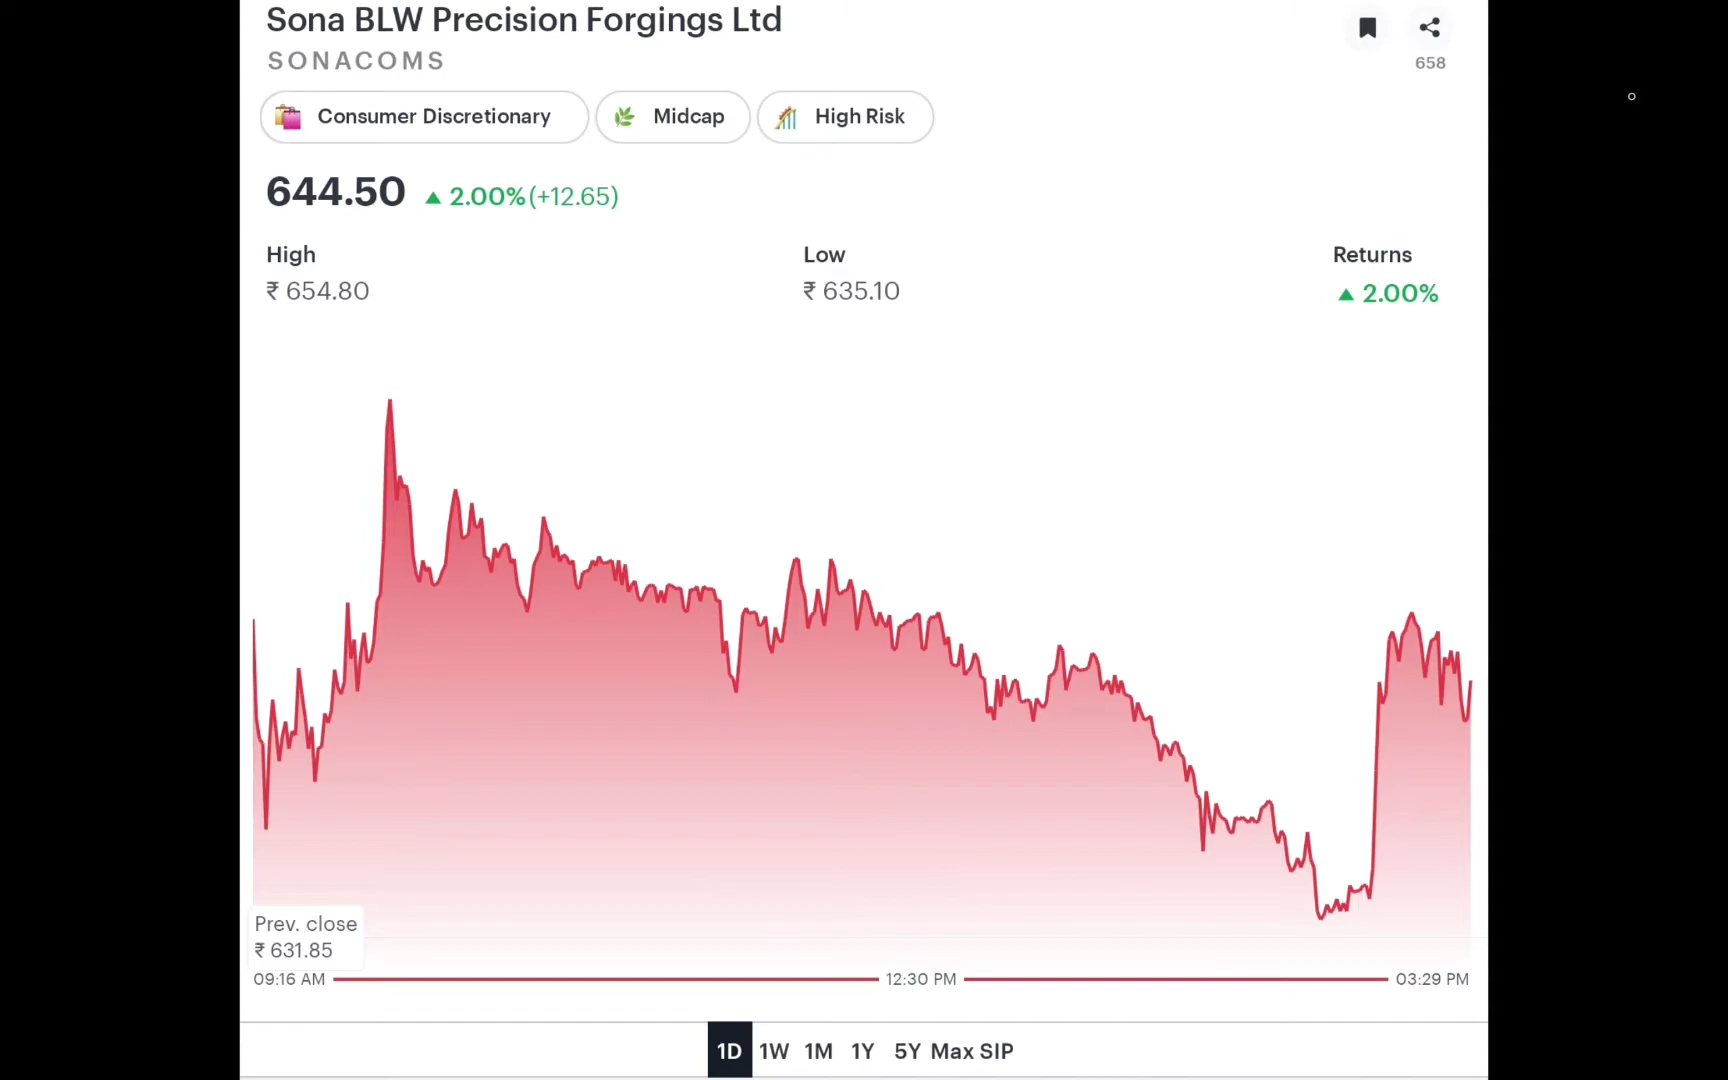 Sona BLW Precision Forgings Ltd
SONACOMS
658
Consumer Discretionary
Midcap
High Risk
644.50 ▲ 2.00% (+12.65)
High
Low
Returns
₹ 654.80
₹ 635.10
▲ 2.00%
Prev. close
₹ 631.85
09:16 AM
12:30 PM
03:29 PM
1D 1W 1M 1Y 5Y Max SIP